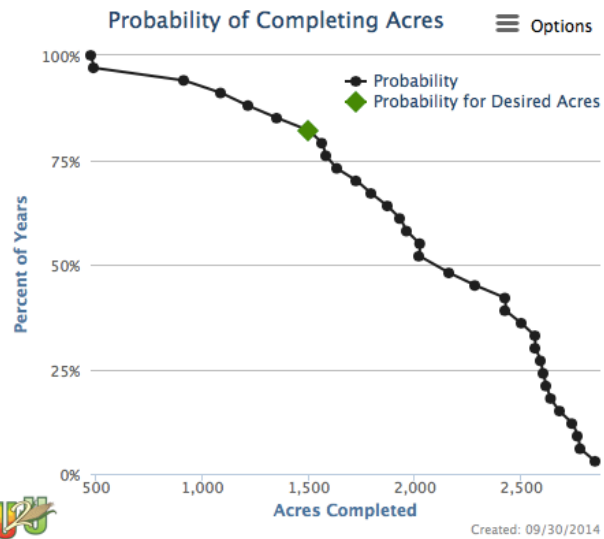 Probability of Completing Acres
Options
Probability
Probability for Desired Acres
100%
75%
50%
25%
0%
Percent of Years
500 1,000 1,500 2,000 2,500
Acres Completed
Created: 09/30/2014